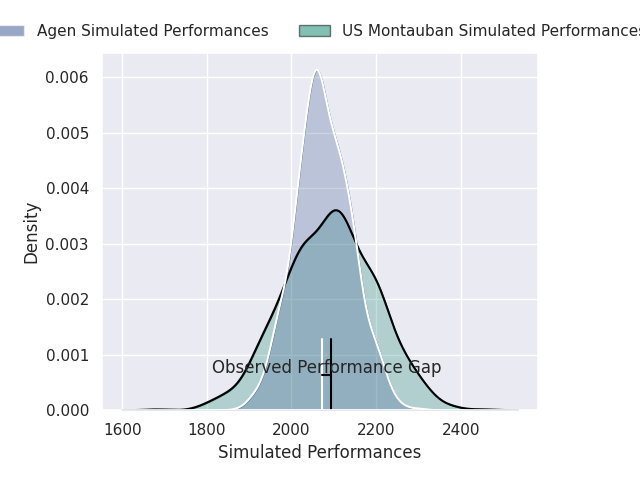 Agen Simulated Performances
US Montauban Simulated Performances
0.006
0.005
0.004
0.003
0.002
0.001
0.000
Density
Observed Performance Gap
1600
1800
2000
2200
2400
Simulated Performances